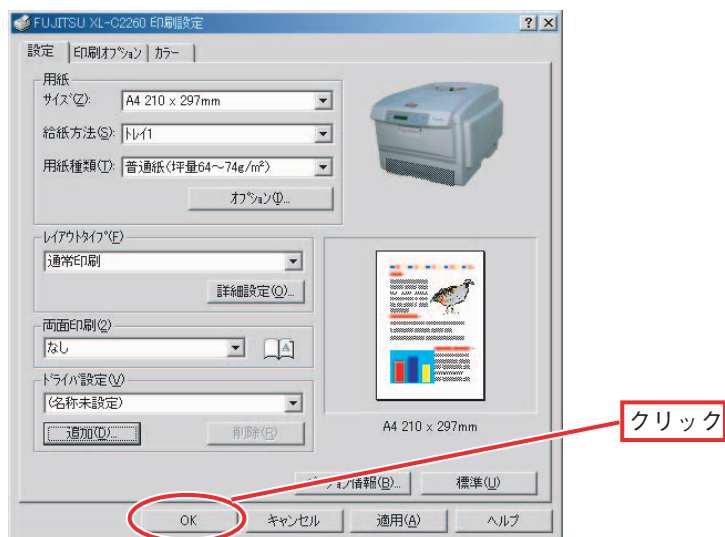 FUJITSU XL-C2260 印刷設定
設定 印刷オプション カラー
用紙
サイズ(Z): A4 210 x 297mm
給紙方法(S): トレイ1
用紙種類(T): 普通紙(坪量64～74g/m²)
オプション(I)...
レイアウトタイプ(F)
通常印刷
詳細設定(O)...
両面印刷(2)
なし
A
ドライバ設定(V)
(名称未設定)
追加(D)...
削除(R)
A4 210 x 297mm
クリック
ン情報(B)...
標準(U)
OK
キャンセル
適用(A)
ヘルプ